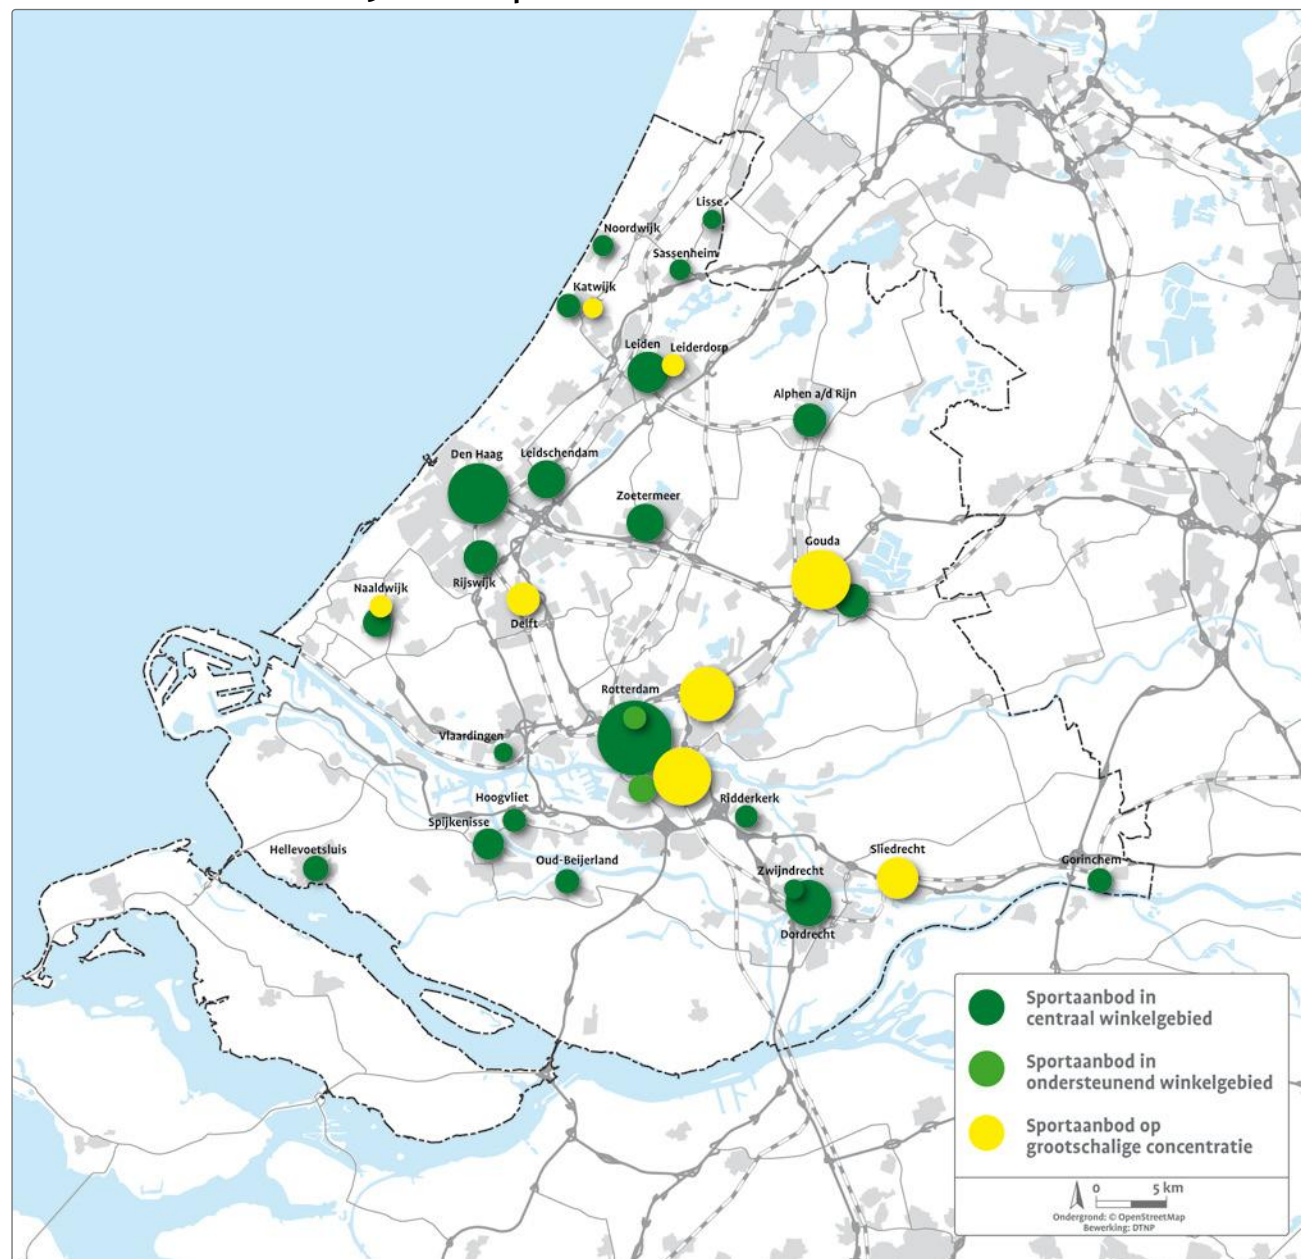 Lisse
Noordwijk
Sassenheim
Katwijk
Leiden
Leiderdorp
Alphen a/d Rijn
Den Haag
Leidschendam
Zoetermeer
Gouda
Rijswijk
Naaldwijk
Delft
Rotterdam
Vlaardingen
Hoogvliet
Ridderkerk
Spijkenisse
Hellevoetsluis
Oud-Beijerland
Zwijndrecht
Sliedrecht
Gorinchem
Dordrecht
Sportaanbod in
centraal winkelgebied
Sportaanbod in
ondersteunend winkelgebied
Sportaanbod op
grootschalige concentratie
0 5 km
Ondergrond: © OpenStreetMap
Bewerking: DTNP